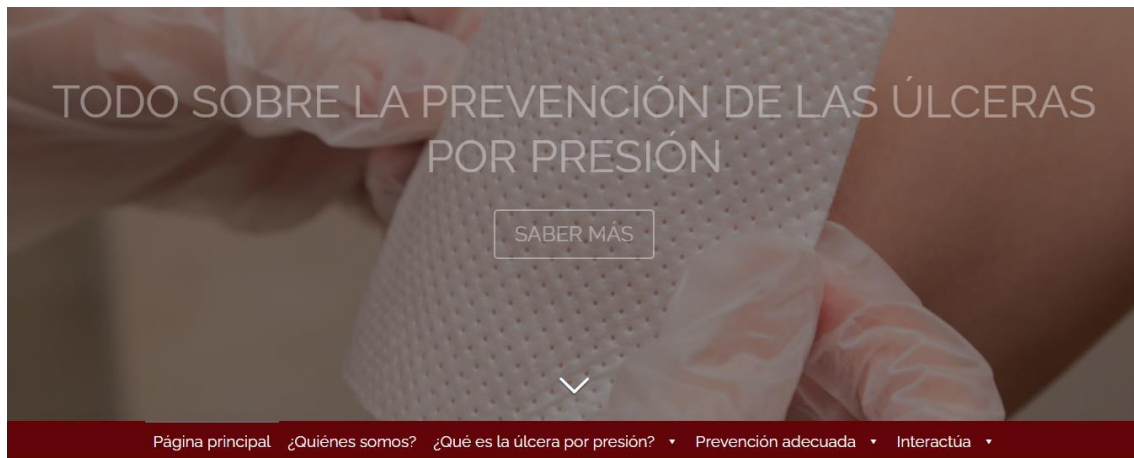 TODO SOBRE LA PREVENCIÓN DE LAS ÚLCERAS
POR PRESIÓN
SABER MÁS
Página principal ¿Quiénes somos? ¿Qué es la úlcera por presión? Prevención adecuada Interactúa